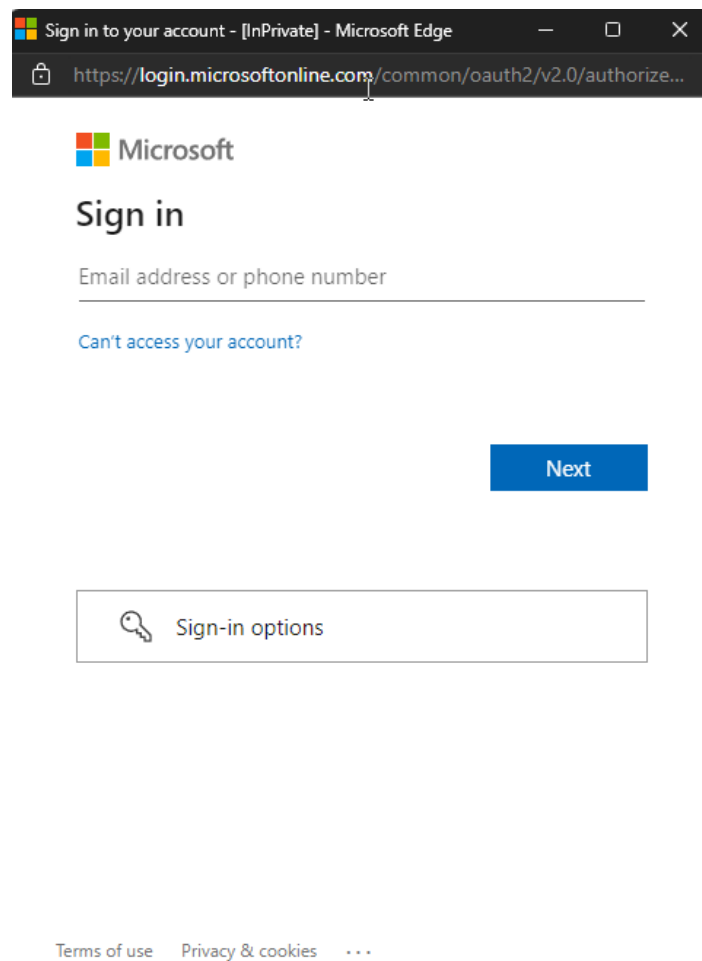 Sign in to your account - [InPrivate] - Microsoft Edge
https://login.microsoftonline.com/common/oauth2/v2.0/authorize...
Microsoft
Sign in
Email address or phone number
Can't access your account?
Next
Sign-in options
Terms of use Privacy & cookies ...